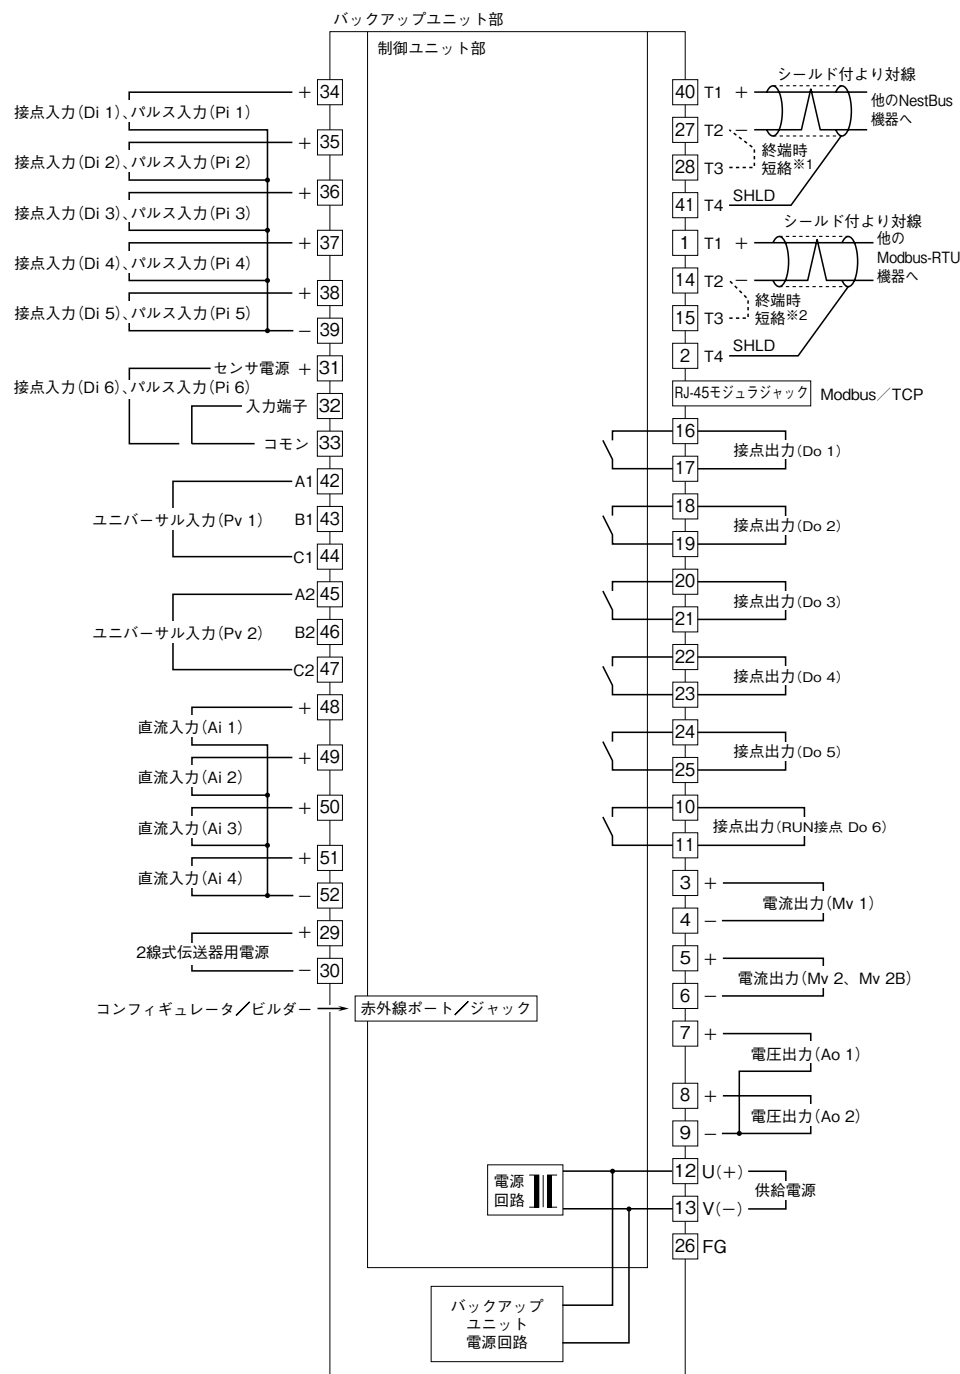 バックアップユニット部
制御ユニット部
接点入力(Di 1)、パルス入力(Pi 1)
+ 34
接点入力(Di 2)、パルス入力(Pi 2)
+ 35
接点入力(Di 3)、パルス入力(Pi 3)
+ 36
接点入力(Di 4)、パルス入力(Pi 4)
+ 37
接点入力(Di 5)、パルス入力(Pi 5)
+ 38
− 39
接点入力(Di 6)、パルス入力(Pi 6)
センサ電源 + 31
入力端子 32
コモン 33
ユニバーサル入力(Pv 1)
A1 42
B1 43
C1 44
ユニバーサル入力(Pv 2)
A2 45
B2 46
C2 47
直流入力(Ai 1)
+ 48
直流入力(Ai 2)
+ 49
直流入力(Ai 3)
+ 50
直流入力(Ai 4)
+ 51
− 52
2線式伝送器用電源
+ 29
− 30
コンフィギュレータ/ビルダー
赤外線ポート/ジャック
シールド付より対線
40 T1 +
他のNestBus
機器へ
27 T2 −
終端時
短絡※1
28 T3
41 T4 SHLD
シールド付より対線
1 T1 +
他の
Modbus-RTU
機器へ
14 T2 −
終端時
短絡※2
15 T3
2 T4 SHLD
RJ-45モジュラジャック Modbus/TCP
16
接点出力(Do 1)
17
18
接点出力(Do 2)
19
20
接点出力(Do 3)
21
22
接点出力(Do 4)
23
24
接点出力(Do 5)
25
10
接点出力(RUN接点 Do 6)
11
3 +
電流出力(Mv 1)
4 −
5 +
電流出力(Mv 2、Mv 2B)
6 −
7 +
電圧出力(Ao 1)
8 +
電圧出力(Ao 2)
9 −
電源
回路
12 U(+)
供給電源
13 V(−)
26 FG
バックアップ
ユニット
電源回路